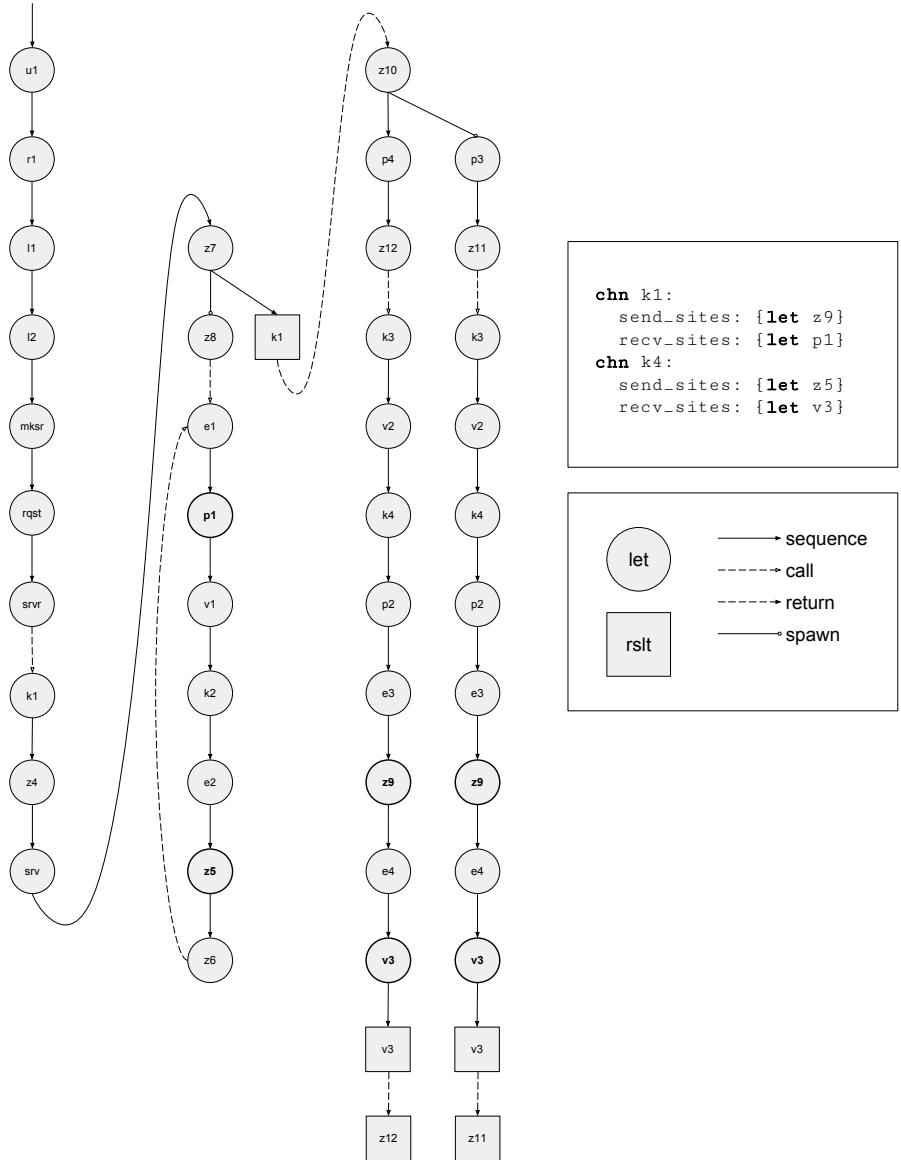 u1
r1
l1
l2
mksr
rqst
srvr
k1
z4
srv
z7
z8
k1
e1
p1
v1
k2
e2
z5
z6
z10
p4
p3
z12
z11
k3
k3
v2
v2
k4
k4
p2
p2
e3
e3
z9
z9
e4
e4
v3
v3
v3
v3
z12
z11
chn k1:
send_sites: {let z9}
recv_sites: {let p1}
chn k4:
send_sites: {let z5}
recv_sites: {let v3}
let
rslt
sequence
call
return
spawn